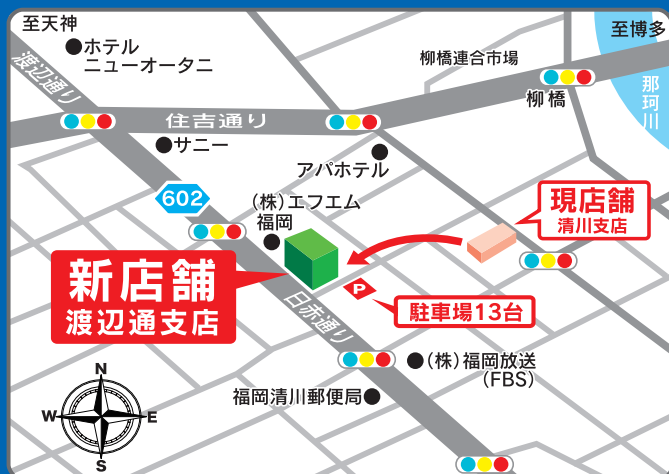 至天神
ホテル
ニューオータニ
渡辺通り
柳橋連合市場
至博多
那珂川
柳橋
住吉通り
サニー
アパホテル
602
(株)エフエム
福岡
現店舗
清川支店
新店舗
渡辺通支店
P
駐車場13台
日赤通り
(株)福岡放送
(FBS)
福岡清川郵便局
N
W
E
S